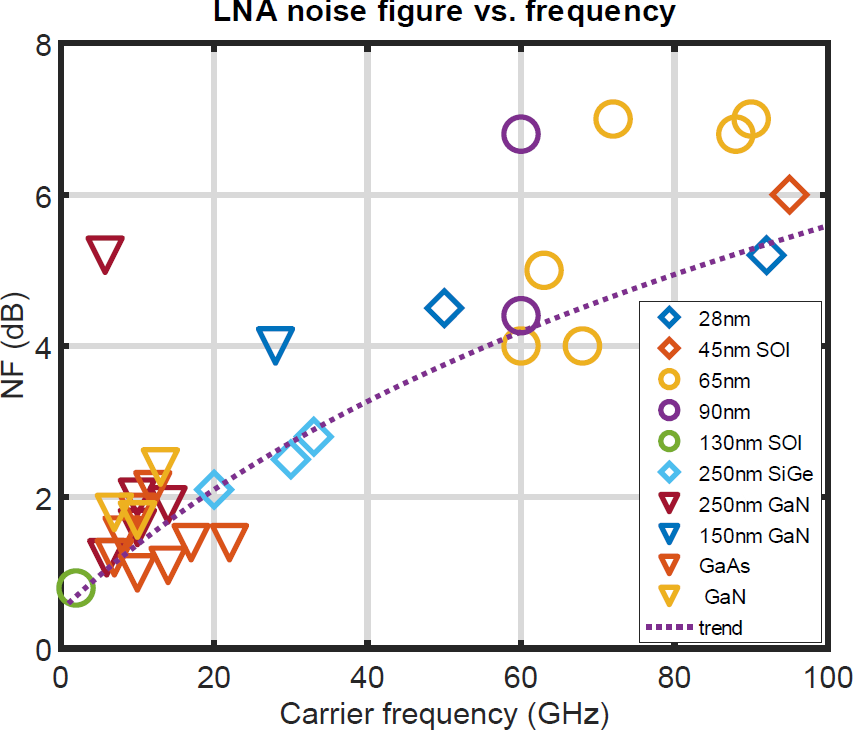 LNA noise figure vs. frequency
8
6
4
2
0
NF (dB)
0 20 40 60 80 100
Carrier frequency (GHz)
28nm
45nm SOI
65nm
90nm
130nm SOI
250nm SiGe
250nm GaN
150nm GaN
GaAs
GaN
trend